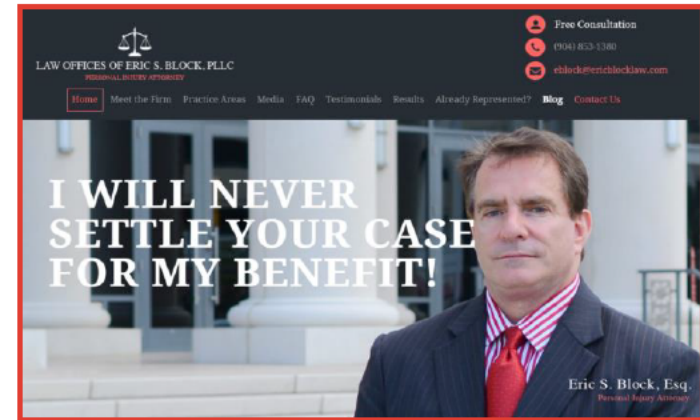 LAW OFFICES OF ERIC S. BLOCK, PLLC
PERSONAL INJURY ATTORNEY
Free Consultation
(904) 853-1380
eblock@ericblocklaw.com
Home Meet the Firm Practice Areas Media FAQ Testimonials Results Already Represented? Blog Contact Us
I WILL NEVER
SETTLE YOUR CASE
FOR MY BENEFIT!
Eric S. Block, Esq.
Personal Injury Attorney